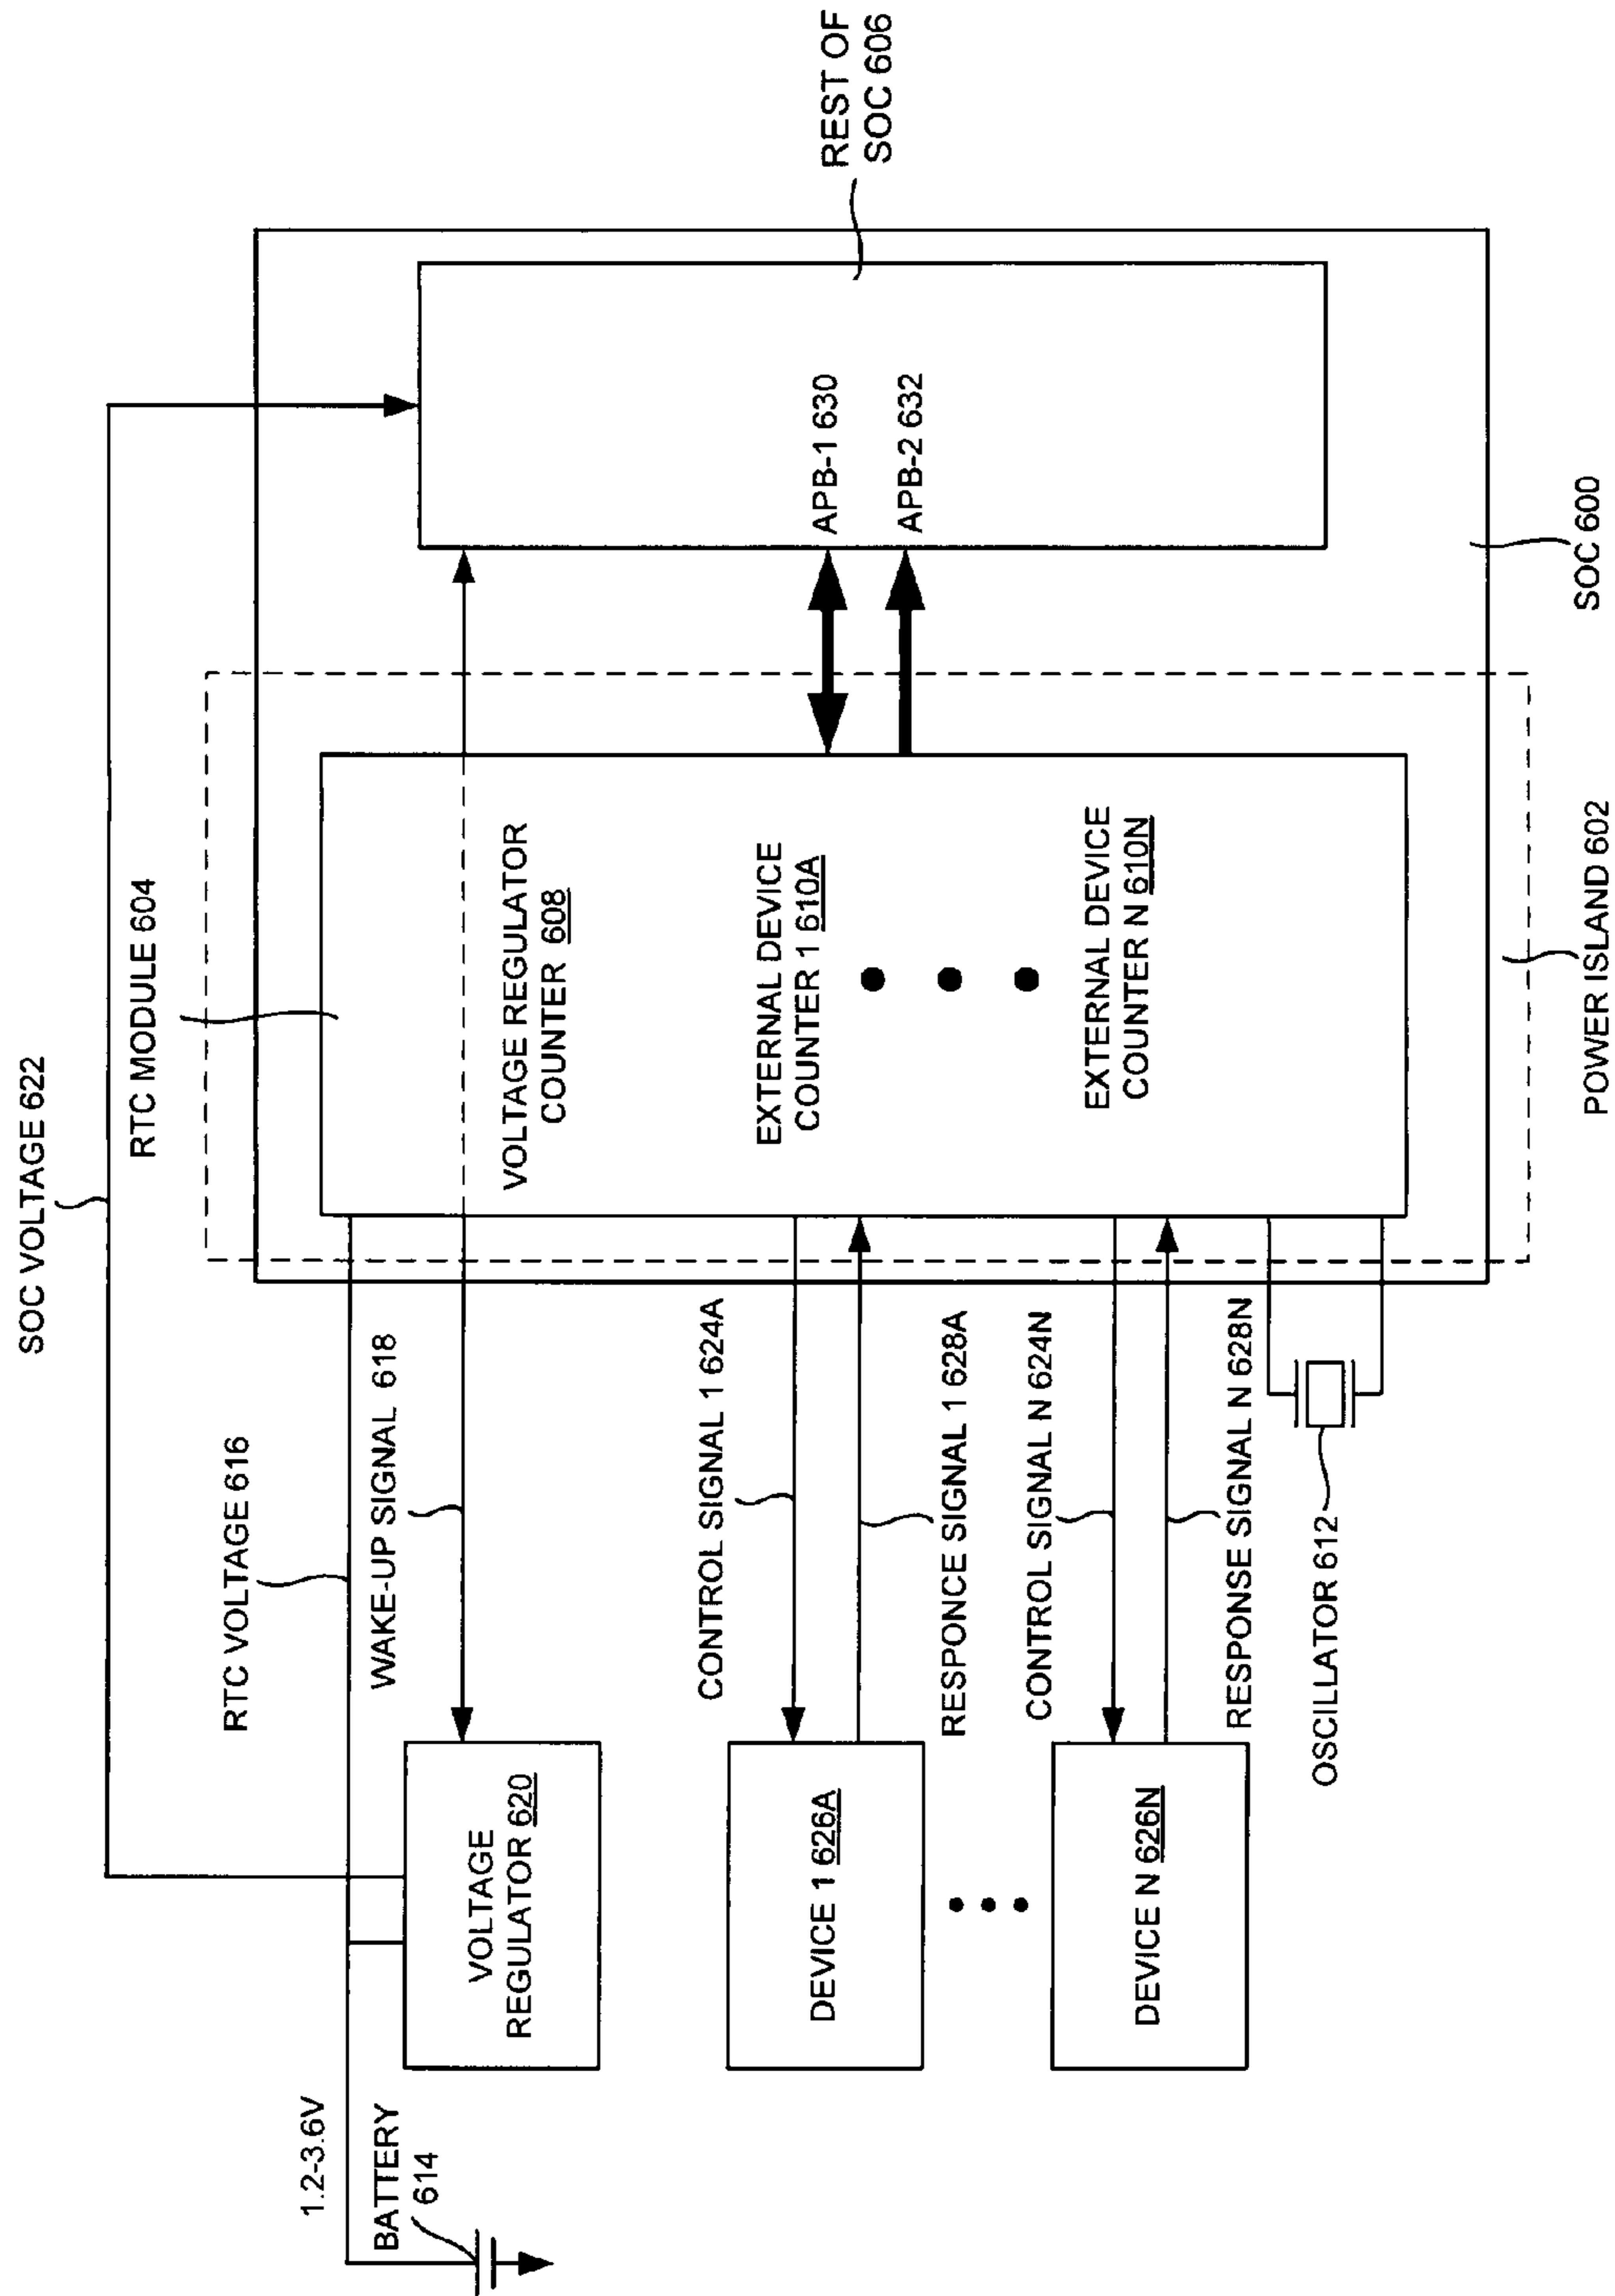 SOC VOLTAGE 622
RTC MODULE 604
RTC VOLTAGE 616
1.2-3.6V
BATTERY
614
WAKE-UP SIGNAL 618
VOLTAGE
REGULATOR 620
VOLTAGE REGULATOR
COUNTER 608
REST OF
SOC 606
CONTROL SIGNAL 1 624A
DEVICE 1 626A
EXTERNAL DEVICE
COUNTER 1 610A
APB-1 630
APB-2 632
RESPONCE SIGNAL 1 628A
CONTROL SIGNAL N 624N
DEVICE N 626N
EXTERNAL DEVICE
COUNTER N 610N
RESPONSE SIGNAL N 628N
OSCILLATOR 612
POWER ISLAND 602
SOC 600